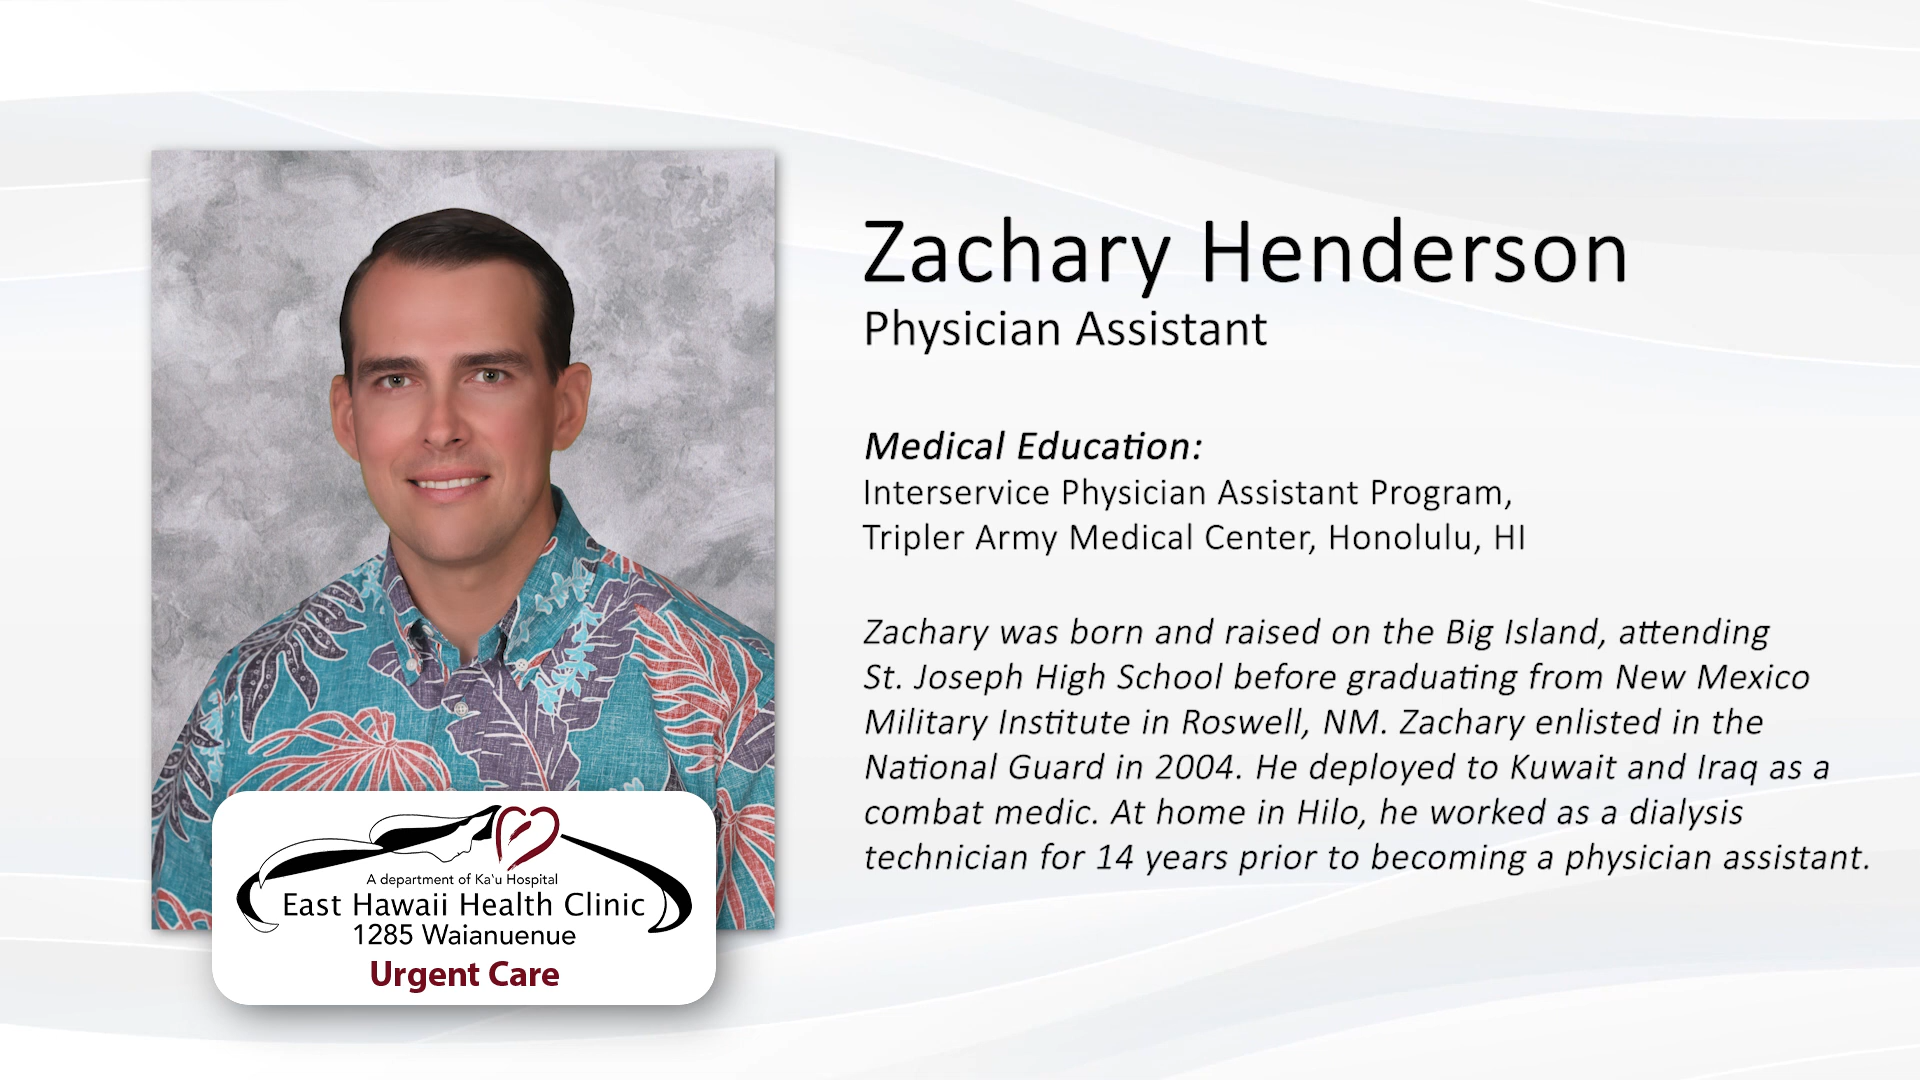 Zachary Henderson
Physician Assistant
Medical Education:
Interservice Physician Assistant Program,
Tripler Army Medical Center, Honolulu, HI
Zachary was born and raised on the Big Island, attending
St. Joseph High School before graduating from New Mexico
Military Institute in Roswell, NM. Zachary enlisted in the
National Guard in 2004. He deployed to Kuwait and Iraq as a
combat medic. At home in Hilo, he worked as a dialysis
technician for 14 years prior to becoming a physician assistant.
A department of Kaʻu Hospital
East Hawaii Health Clinic
1285 Waianuenue
Urgent Care